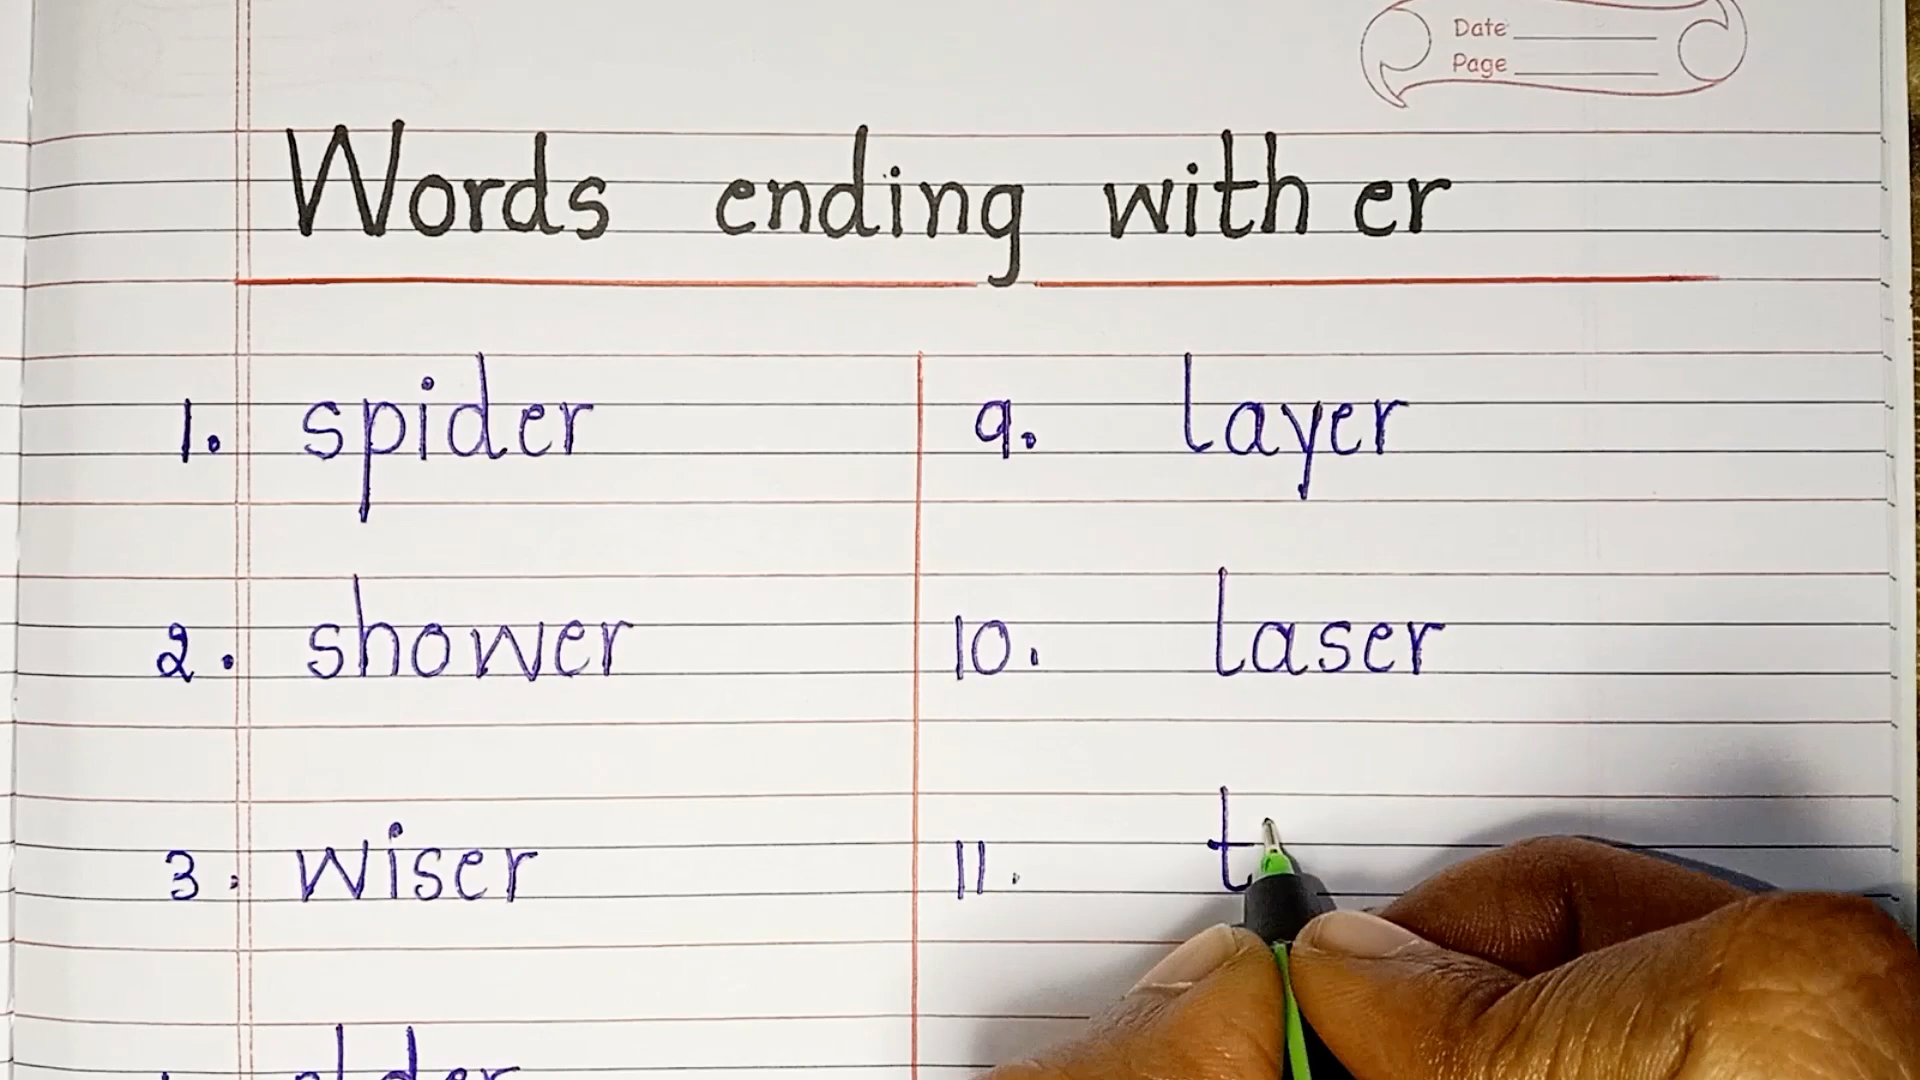 Date
Page
Words ending with er
1. spider
2. shower
3. wiser
9. layer
10. laser
11. t